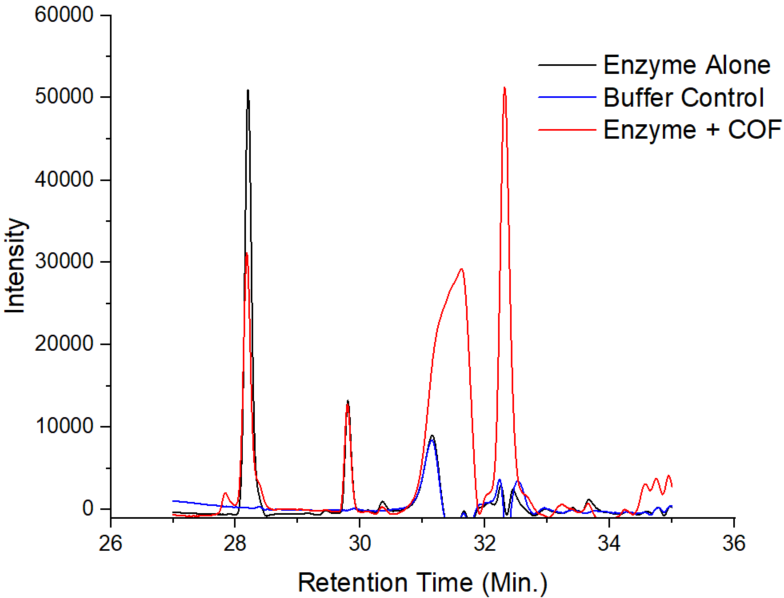 60000
50000
40000
30000
20000
10000
0
Intensity
Enzyme Alone
Buffer Control
Enzyme + COF
26 28 30 32 34 36
Retention Time (Min.)